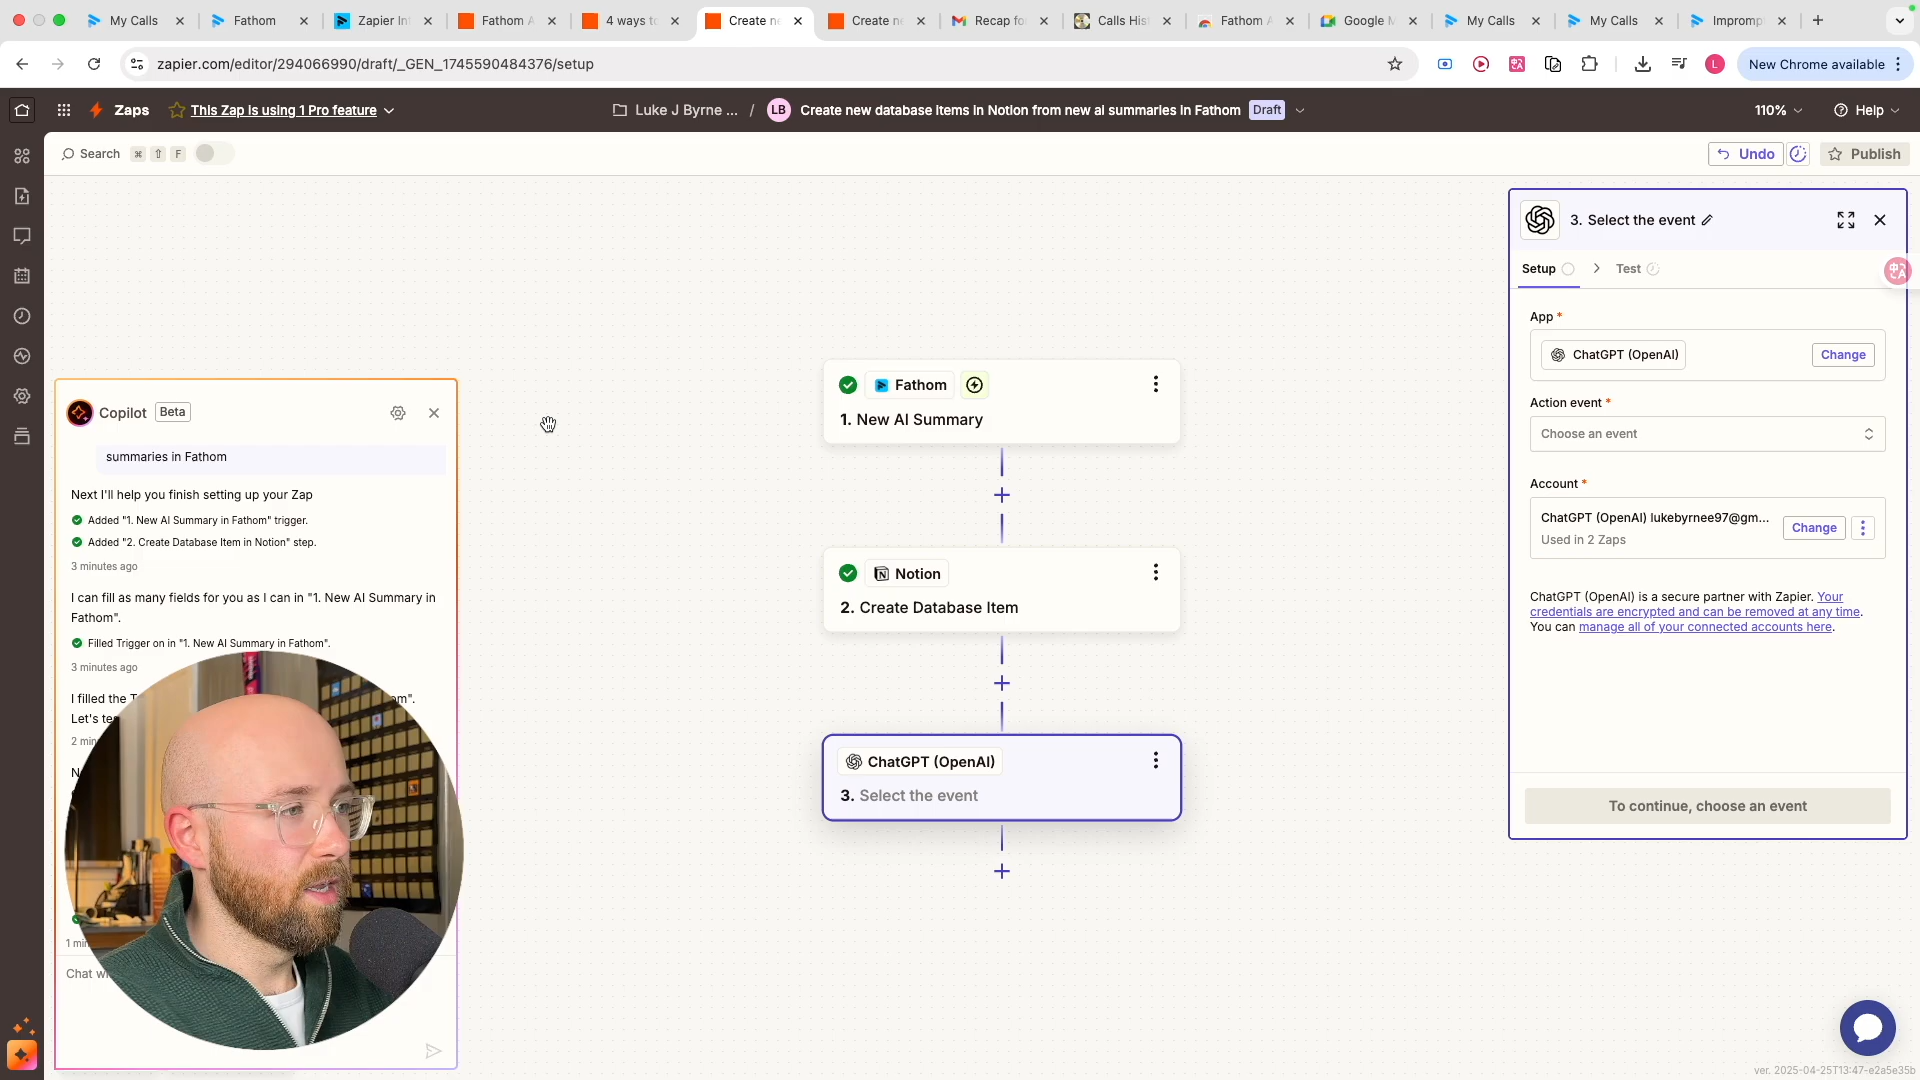 My Calls
Fathom
Zapier In
Fathom A
4 ways to
Create ne
Create ne
Recap fo
Calls His
Fathom A
Google M
My Calls
My Calls
Impromp
zapier.com/editor/294066990/draft/_GEN_1745590484376/setup
L
New Chrome available
Zaps
This Zap is using 1 Pro feature
Luke J Byrne ... /
LB
Create new database items in Notion from new ai summaries in Fathom
Draft
110%
Help
Search
⌘ ⇧ F
Undo
Publish
3. Select the event
Setup
Test
App *
ChatGPT (OpenAI)
Change
Action event *
Choose an event
Account *
ChatGPT (OpenAI) lukebyrnee97@gm...
Used in 2 Zaps
Change
ChatGPT (OpenAI) is a secure partner with Zapier. Your
credentials are encrypted and can be removed at any time.
You can manage all of your connected accounts here.
To continue, choose an event
Fathom
1. New AI Summary
Notion
2. Create Database Item
ChatGPT (OpenAI)
3. Select the event
Copilot
Beta
summaries in Fathom
Next I'll help you finish setting up your Zap
Added "1. New AI Summary in Fathom" trigger.
Added "2. Create Database Item in Notion" step.
3 minutes ago
I can fill as many fields for you as I can in "1. New AI Summary in
Fathom".
Filled Trigger on in "1. New AI Summary in Fathom".
3 minutes ago
I filled the
Let's
2
1
Chat
ver. 2025-04-25T13:47-e2a5e35b